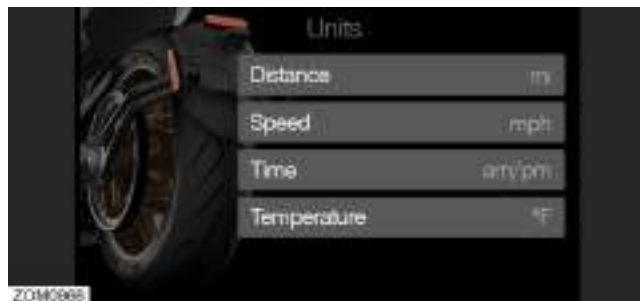 Units
Distance mi
Speed mph
Time am/pm
Temperature °F
ZOM0966